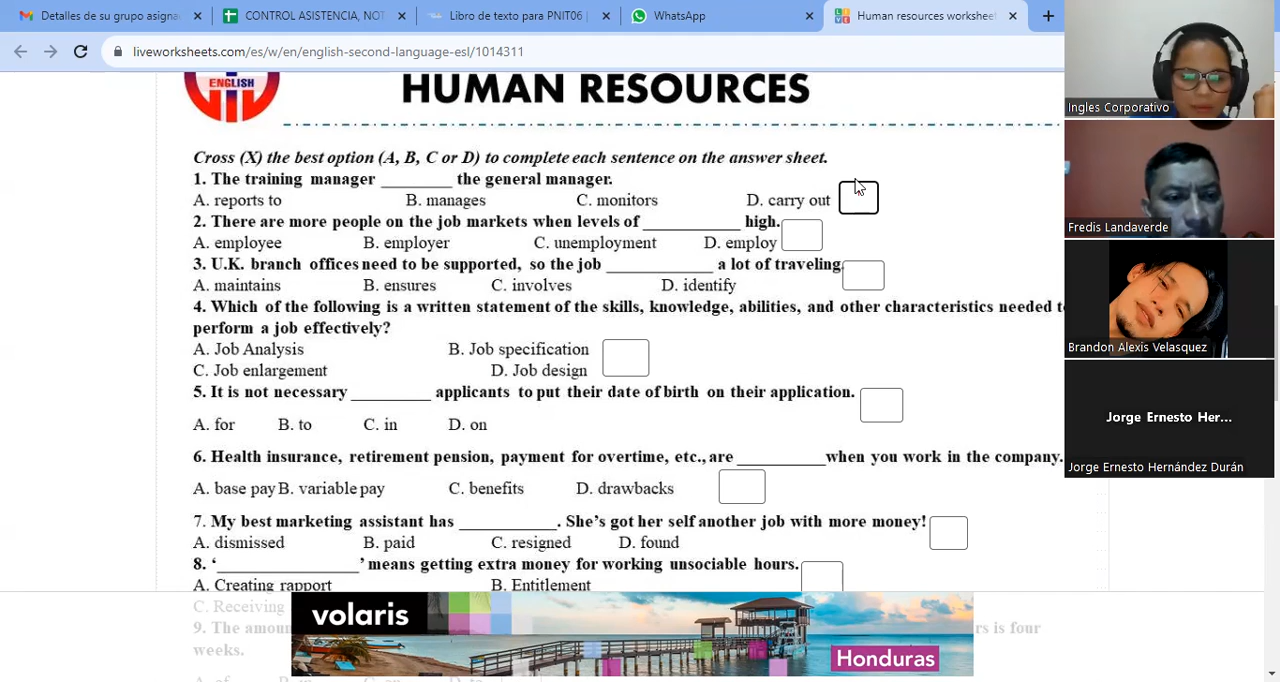 Detalles de su grupo asignad
CONTROL ASISTENCIA, NOT
Libro de texto para PNIT06 |
WhatsApp
Human resources workshee
liveworksheets.com/es/w/en/english-second-language-esl/1014311
ENGLISH
HUMAN RESOURCES
Cross (X) the best option (A, B, C or D) to complete each sentence on the answer sheet.
1. The training manager ________ the general manager.
A. reports to B. manages C. monitors D. carry out
2. There are more people on the job markets when levels of ___________ high.
A. employee B. employer C. unemployment D. employ
3. U.K. branch offices need to be supported, so the job ____________ a lot of traveling.
A. maintains B. ensures C. involves D. identify
4. Which of the following is a written statement of the skills, knowledge, abilities, and other characteristics needed to
perform a job effectively?
A. Job Analysis B. Job specification
C. Job enlargement D. Job design
5. It is not necessary _________ applicants to put their date of birth on their application.
A. for B. to C. in D. on
6. Health insurance, retirement pension, payment for overtime, etc., are __________when you work in the company.
A. base pay B. variable pay C. benefits D. drawbacks
7. My best marketing assistant has ___________. She's got her self another job with more money!
A. dismissed B. paid C. resigned D. found
8. '________________' means getting extra money for working unsociable hours.
A. Creating rapport B. Entitlement
C. Receiving
9. The amoun
rs is four
weeks.
volaris
Honduras
Ingles Corporativo
Fredis Landaverde
Brandon Alexis Velasquez
Jorge Ernesto Her...
Jorge Ernesto Hernández Durán